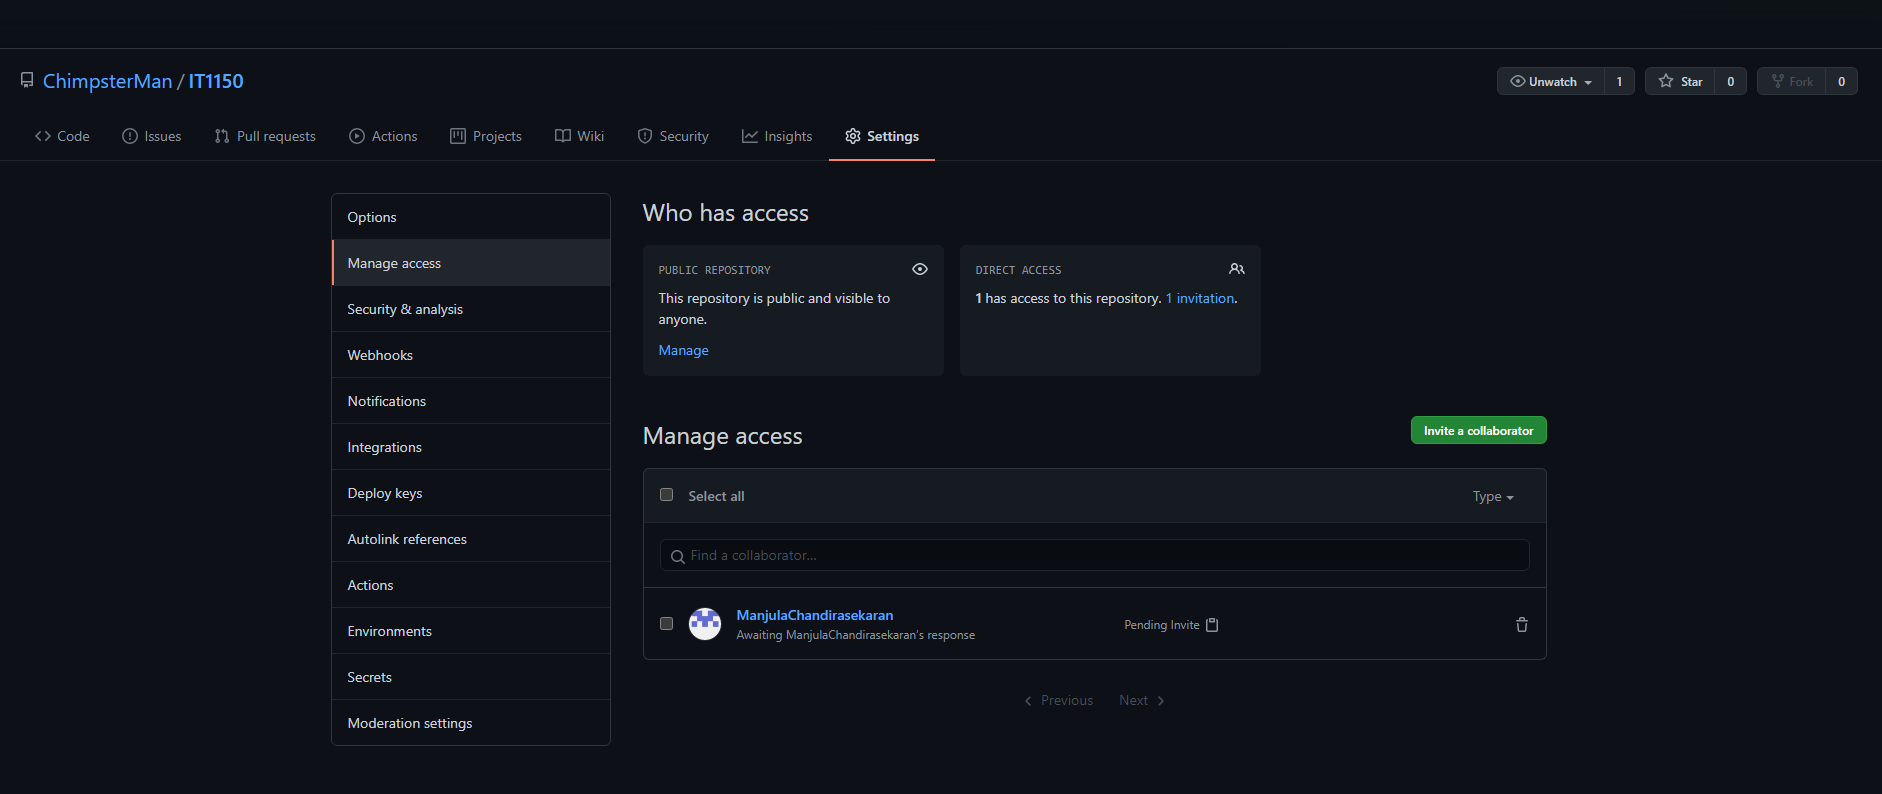 ChimpsterMan / IT1150
Unwatch 1 Star 0 Fork 0
Code Issues Pull requests Actions Projects Wiki Security Insights Settings
Options
Manage access
Security & analysis
Webhooks
Notifications
Integrations
Deploy keys
Autolink references
Actions
Environments
Secrets
Moderation settings
Who has access
PUBLIC REPOSITORY
This repository is public and visible to
anyone.
Manage
DIRECT ACCESS
1 has access to this repository. 1 invitation.
Manage access
Invite a collaborator
Select all
Type
Find a collaborator...
ManjulaChandirasekaran
Awaiting ManjulaChandirasekaran's response
Pending Invite
Previous Next